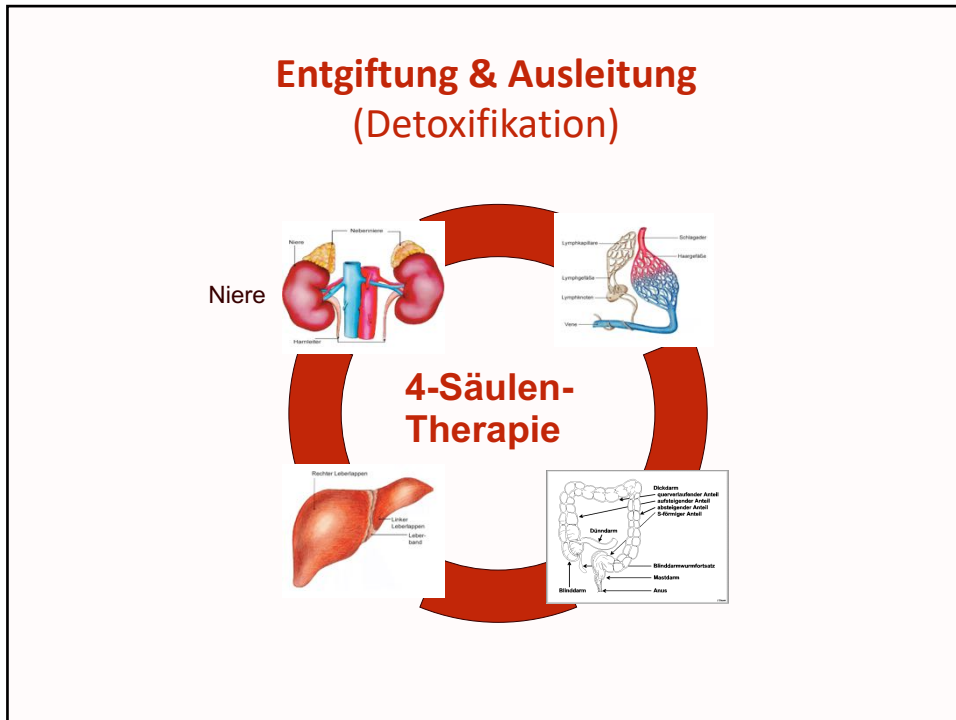 Entgiftung & Ausleitung
(Detoxifikation)
Niere
Nebenniere
Niere
Harnleiter
Lymphkapillare
Lymphgefäße
Lymphknoten
Vene
Schlagader
Haargefäße
4-Säulen-
Therapie
Rechter Leberlappen
Linker
Leberlappen
Leber-
band
Dickdarm
querverlaufender Anteil
aufsteigender Anteil
absteigender Anteil
S-förmiger Anteil
Dünndarm
Blinddarmwurmfortsatz
Mastdarm
Blinddarm
Anus